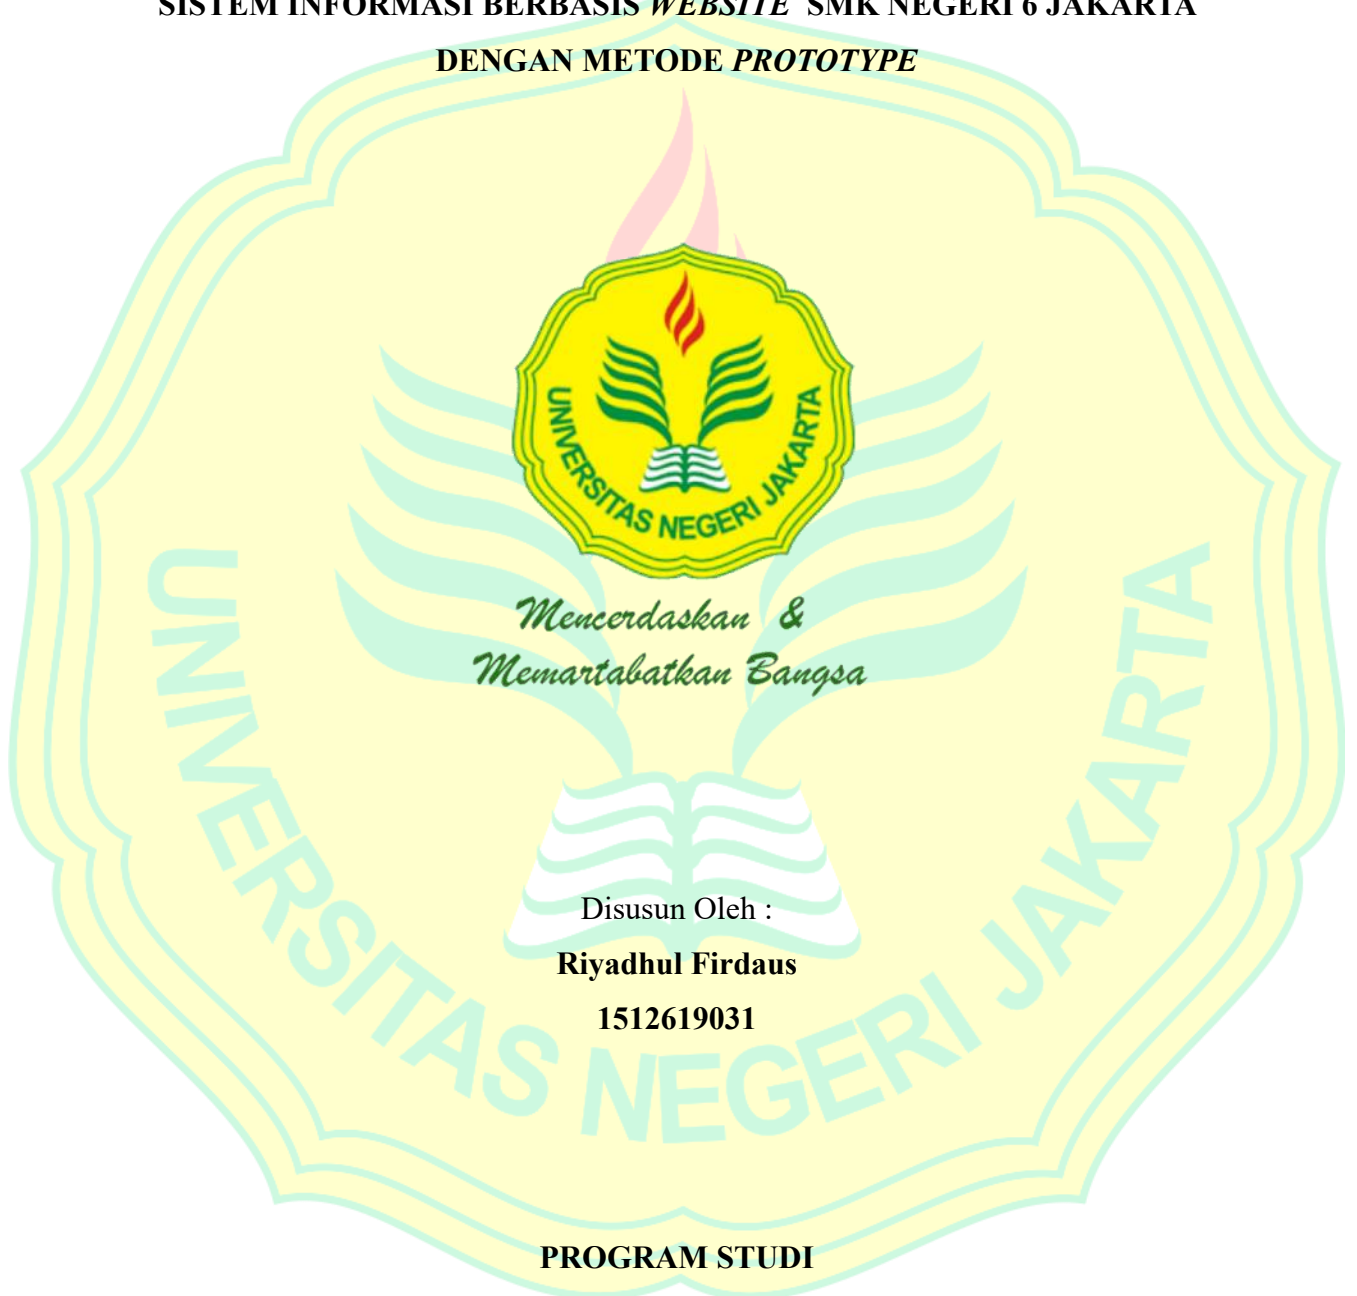 SISTEM INFORMASI BERBASIS WEBSITE SMK NEGERI 6 JAKARTA
DENGAN METODE PROTOTYPE
UNIVERSITAS NEGERI JAKARTA
Mencerdaskan &
Memartabatkan Bangsa
UNIVERSITAS NEGERI JAKARTA
Disusun Oleh :
Riyadhul Firdaus
1512619031
PROGRAM STUDI